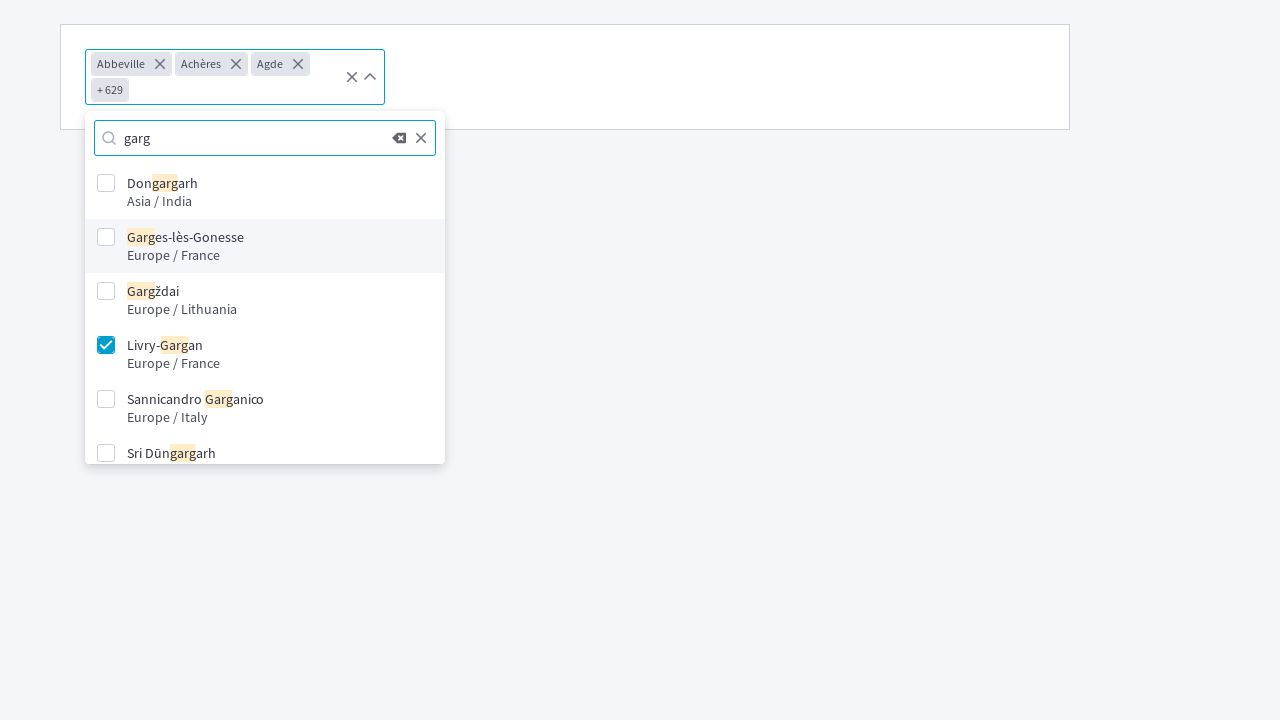 Abbeville Achères Agde
+ 629
garg
Dongargarh
Asia / India
Garges-lès-Gonesse
Europe / France
Gargždai
Europe / Lithuania
Livry-Gargan
Europe / France
Sannicandro Garganico
Europe / Italy
Sri Dūngargarh